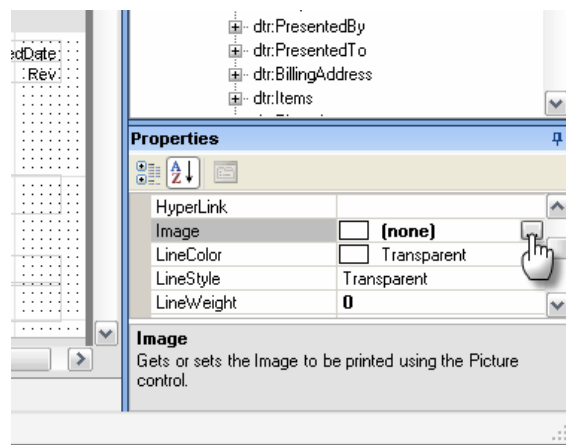 dtr:PresentedBy
dtr:PresentedTo
dtr:BillingAddress
dtr:Items
edDate:
Rev:
Properties
HyperLink
Image (none)
LineColor Transparent
LineStyle Transparent
LineWeight 0
Image
Gets or sets the Image to be printed using the Picture
control.